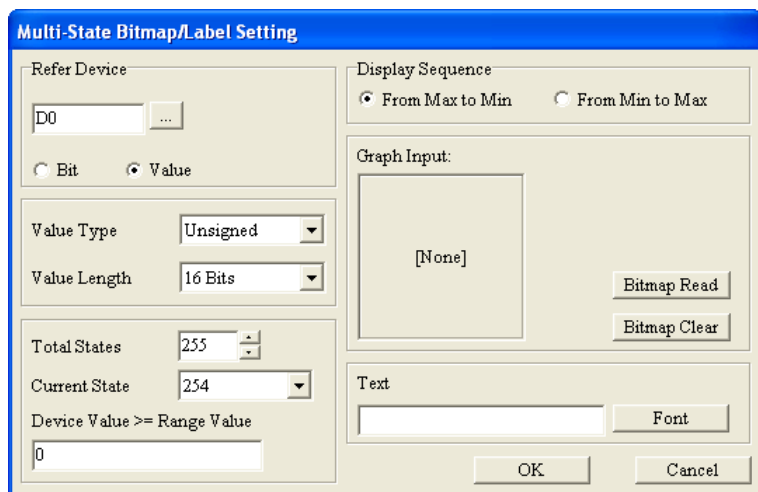 Multi-State Bitmap/Label Setting
Refer Device
D0
...
Bit
Value
Value Type
Unsigned
Value Length
16 Bits
Total States
255
Current State
254
Device Value >= Range Value
0
Display Sequence
From Max to Min
From Min to Max
Graph Input:
[None]
Bitmap Read
Bitmap Clear
Text
Font
OK
Cancel